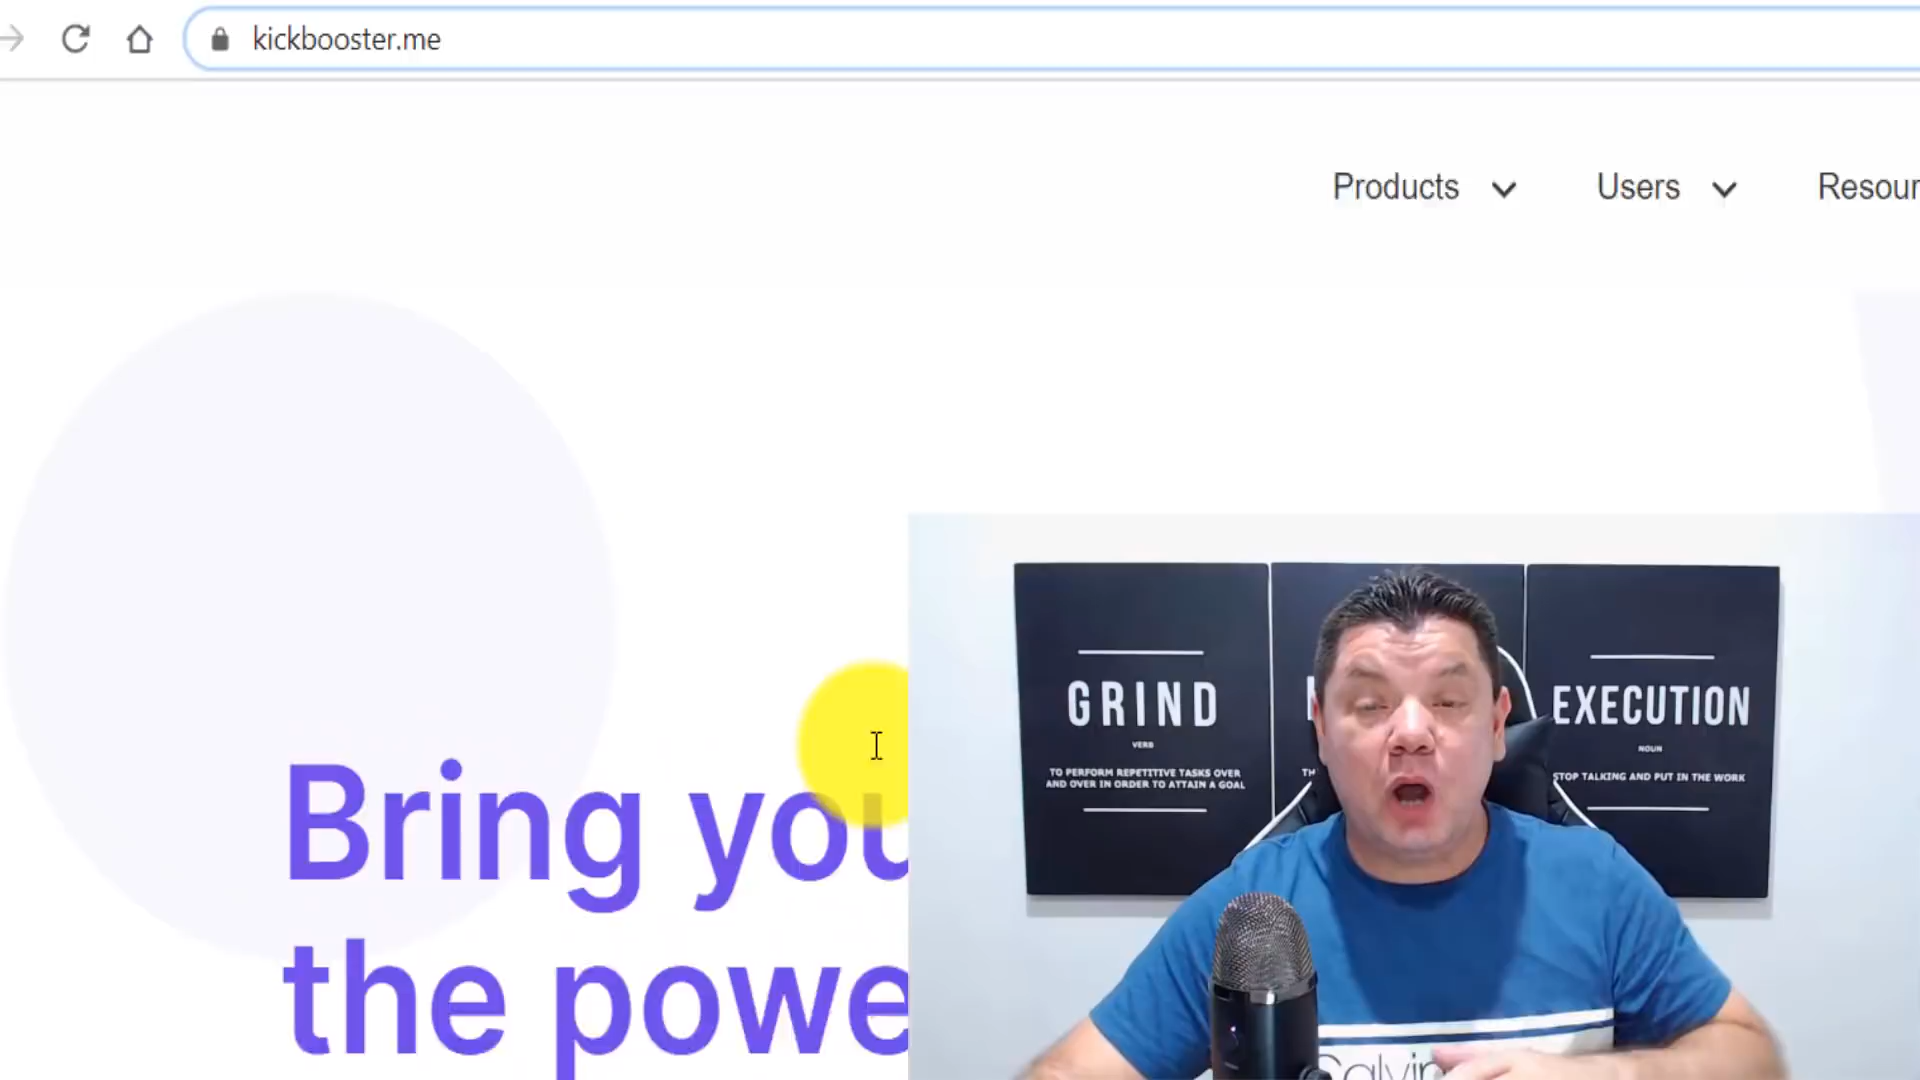 kickbooster.me
Products
Users
Resour
Bring you
the powe
GRIND
VERB
TO PERFORM REPETITIVE TASKS OVER
AND OVER IN ORDER TO ATTAIN A GOAL
EXECUTION
NOUN
STOP TALKING AND PUT IN THE WORK
Calvin